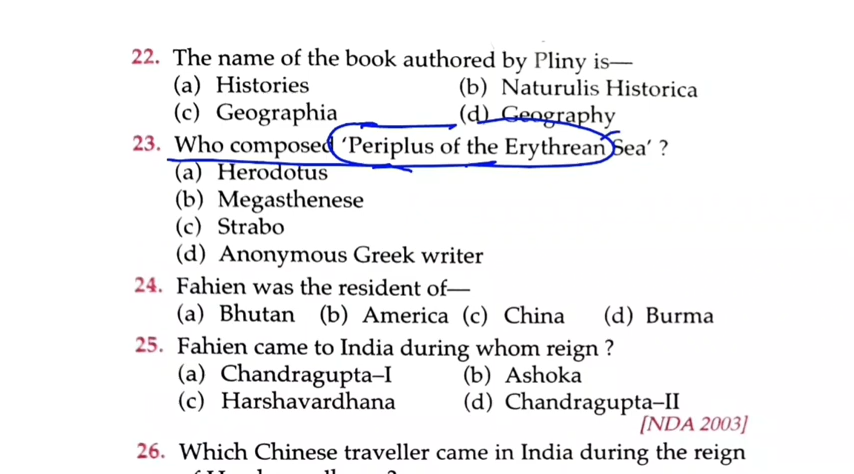 22. The name of the book authored by Pliny is—
(a) Histories (b) Naturulis Historica
(c) Geographia (d) Geography
23. Who composed 'Periplus of the Erythrean Sea' ?
(a) Herodotus
(b) Megasthenese
(c) Strabo
(d) Anonymous Greek writer
24. Fahien was the resident of—
(a) Bhutan (b) America (c) China (d) Burma
25. Fahien came to India during whom reign ?
(a) Chandragupta–I (b) Ashoka
(c) Harshavardhana (d) Chandragupta–II
[NDA 2003]
26. Which Chinese traveller came in India during the reign